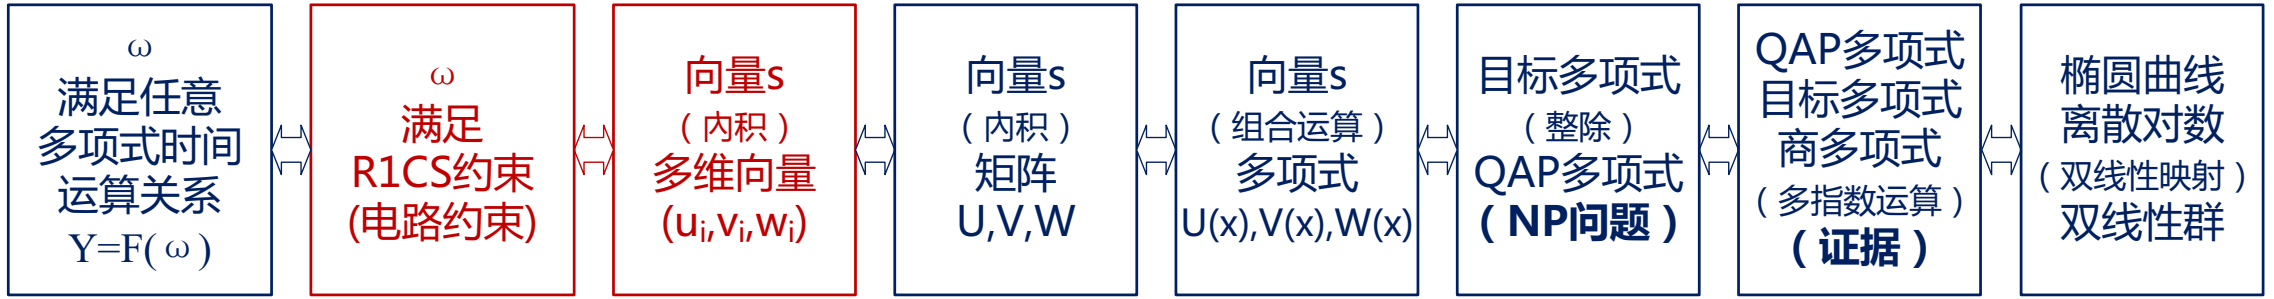 ω
满足任意
多项式时间
运算关系
Y=F(ω)
ω
满足
R1CS约束
(电路约束)
向量s
（内积）
多维向量
(uᵢ,vᵢ,wᵢ)
向量s
（内积）
矩阵
U,V,W
向量s
（组合运算）
多项式
U(x),V(x),W(x)
目标多项式
（整除）
QAP多项式
（NP问题）
QAP多项式
目标多项式
商多项式
（多指数运算）
（证据）
椭圆曲线
离散对数
（双线性映射）
双线性群